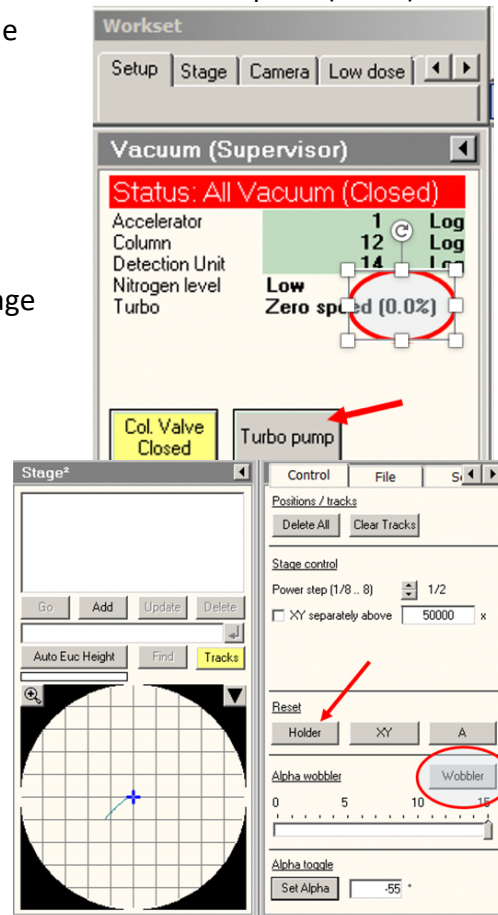 Workset
Setup Stage Camera Low dose
Vacuum (Supervisor)
Status: All Vacuum (Closed)
Accelerator 1 Log
Column 12 Log
Detection Unit 14 Log
Nitrogen level Low
Turbo Zero speed (0.0%)
Col. Valve Closed
Turbo pump
Stage²
Go Add Update Delete
Auto Euc Height Find Tracks
Control File
Positions / tracks
Delete All Clear Tracks
Stage control
Power step (1/8 .. 8) 1/2
XY separately above 50000 x
Reset
Holder XY A
Alpha wobbler Wobbler
0 5 10 15
Alpha toggle
Set Alpha -55 °